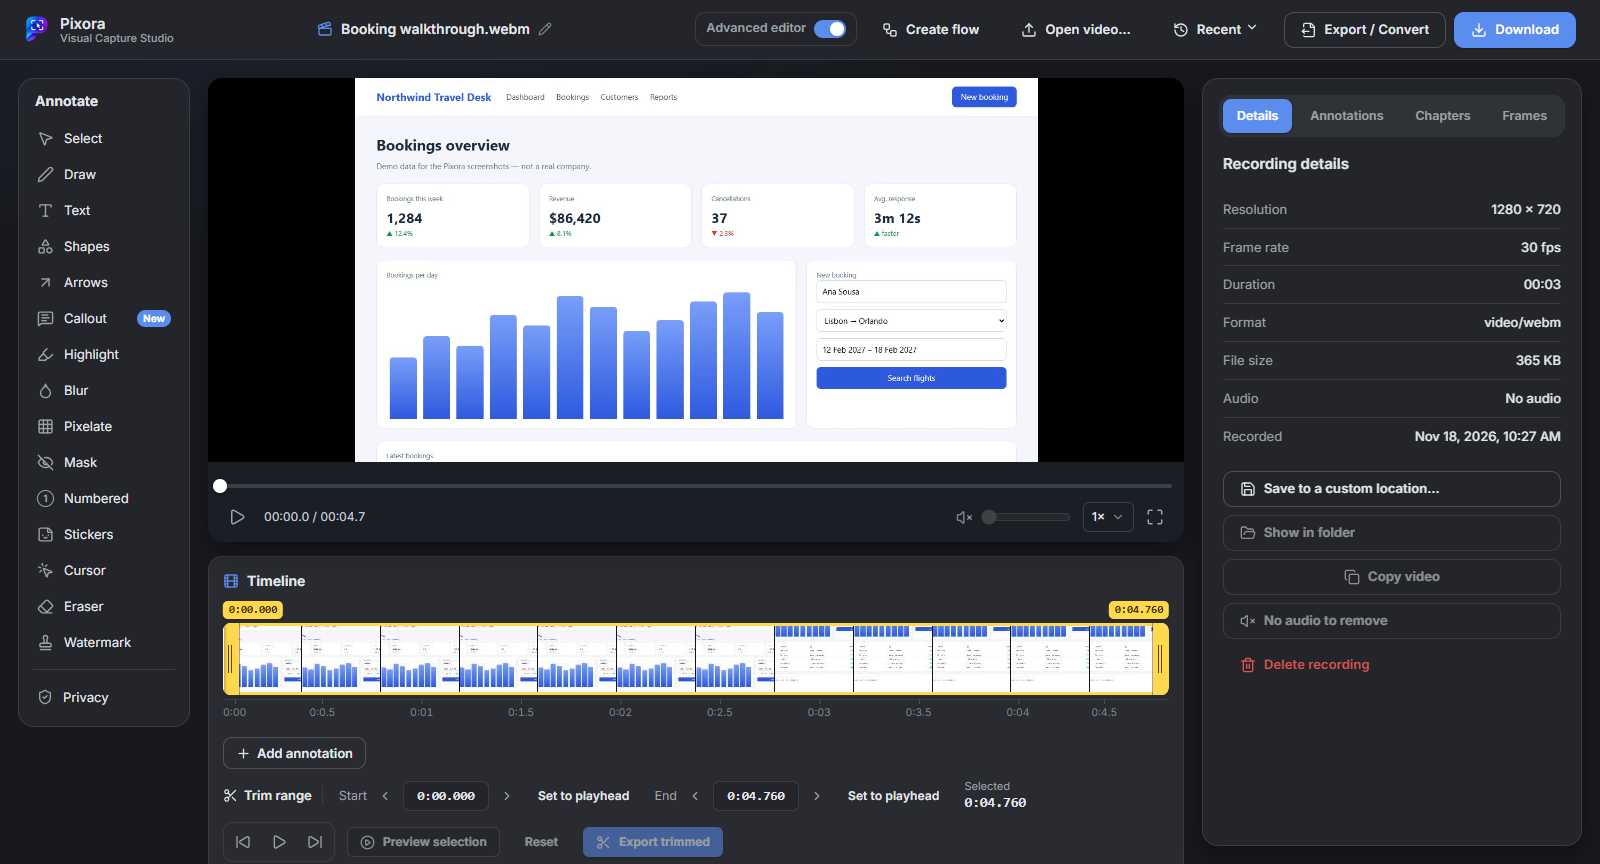 Pixora
Visual Capture Studio
Booking walkthrough.webm
Advanced editor
Create flow
Open video...
Recent
Export / Convert
Download
Annotate
Select
Draw
Text
Shapes
Arrows
Callout
New
Highlight
Blur
Pixelate
Mask
1
Numbered
Stickers
Cursor
Eraser
Watermark
Privacy
Northwind Travel Desk
Dashboard
Bookings
Customers
Reports
New booking
Bookings overview
Demo data for the Pixora screenshots — not a real company.
Bookings this week
1,284
▲ 12.4%
Revenue
$86,420
▲ 8.1%
Cancellations
37
▼ 2.3%
Avg. response
3m 12s
▲ faster
Bookings per day
New booking
Ana Sousa
Lisbon → Orlando
12 Feb 2027 – 18 Feb 2027
Search flights
Latest bookings
00:00.0 / 00:04.7
1×
Timeline
0:00.000
0:04.760
0:00
0:0.5
0:01
0:1.5
0:02
0:2.5
0:03
0:3.5
0:04
0:4.5
Add annotation
Trim range
Start
0:00.000
Set to playhead
End
0:04.760
Set to playhead
Selected
0:04.760
Preview selection
Reset
Export trimmed
Details
Annotations
Chapters
Frames
Recording details
Resolution
1280 × 720
Frame rate
30 fps
Duration
00:03
Format
video/webm
File size
365 KB
Audio
No audio
Recorded
Nov 18, 2026, 10:27 AM
Save to a custom location...
Show in folder
Copy video
No audio to remove
Delete recording